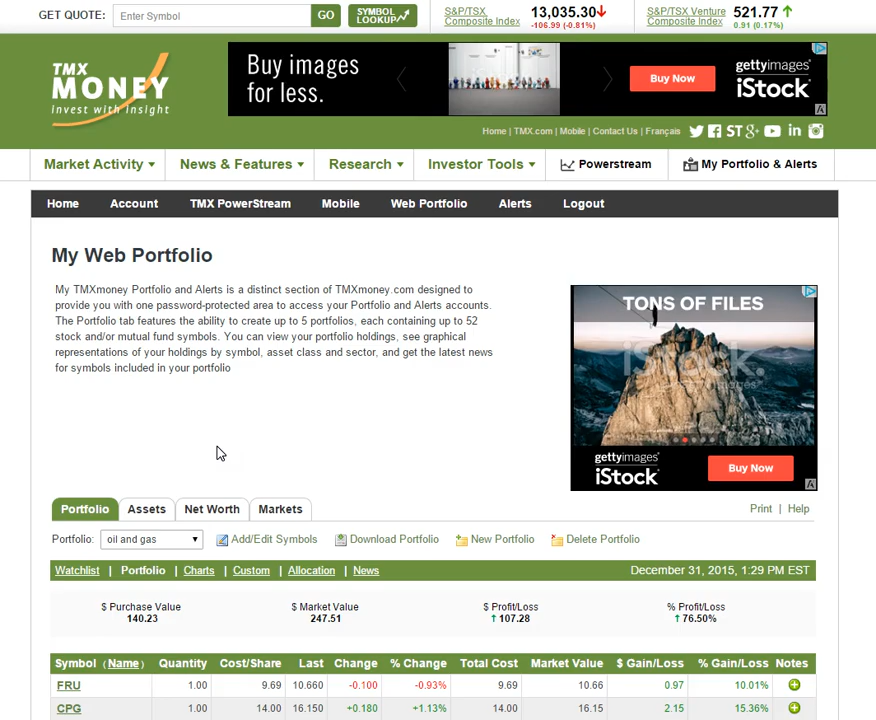 GET QUOTE: Enter Symbol GO SYMBOL LOOKUP S&P/TSX Composite Index 13,035.30 -106.99 (-0.81%) S&P/TSX Venture Composite Index 521.77 0.91 (0.17%)
TMX
MONEY
invest with insight
Buy images
for less.
Buy Now
gettyimages
iStock
Home | TMX.com | Mobile | Contact Us | Français
Market Activity News & Features Research Investor Tools Powerstream My Portfolio & Alerts
Home Account TMX PowerStream Mobile Web Portfolio Alerts Logout
My Web Portfolio
My TMXmoney Portfolio and Alerts is a distinct section of TMXmoney.com designed to
provide you with one password-protected area to access your Portfolio and Alerts accounts.
The Portfolio tab features the ability to create up to 5 portfolios, each containing up to 52
stock and/or mutual fund symbols. You can view your portfolio holdings, see graphical
representations of your holdings by symbol, asset class and sector, and get the latest news
for symbols included in your portfolio
TONS OF FILES
iStock.
gettyimages
iStock
Buy Now
Portfolio Assets Net Worth Markets Print | Help
Portfolio: oil and gas Add/Edit Symbols Download Portfolio New Portfolio Delete Portfolio
Watchlist | Portfolio | Charts | Custom | Allocation | News December 31, 2015, 1:29 PM EST
$ Purchase Value $ Market Value $ Profit/Loss % Profit/Loss
140.23 247.51 107.28 76.50%
Symbol (Name) Quantity Cost/Share Last Change % Change Total Cost Market Value $ Gain/Loss % Gain/Loss Notes
FRU 1.00 9.69 10.660 -0.100 -0.93% 9.69 10.66 0.97 10.01%
CPG 1.00 14.00 16.150 +0.180 +1.13% 14.00 16.15 2.15 15.36%